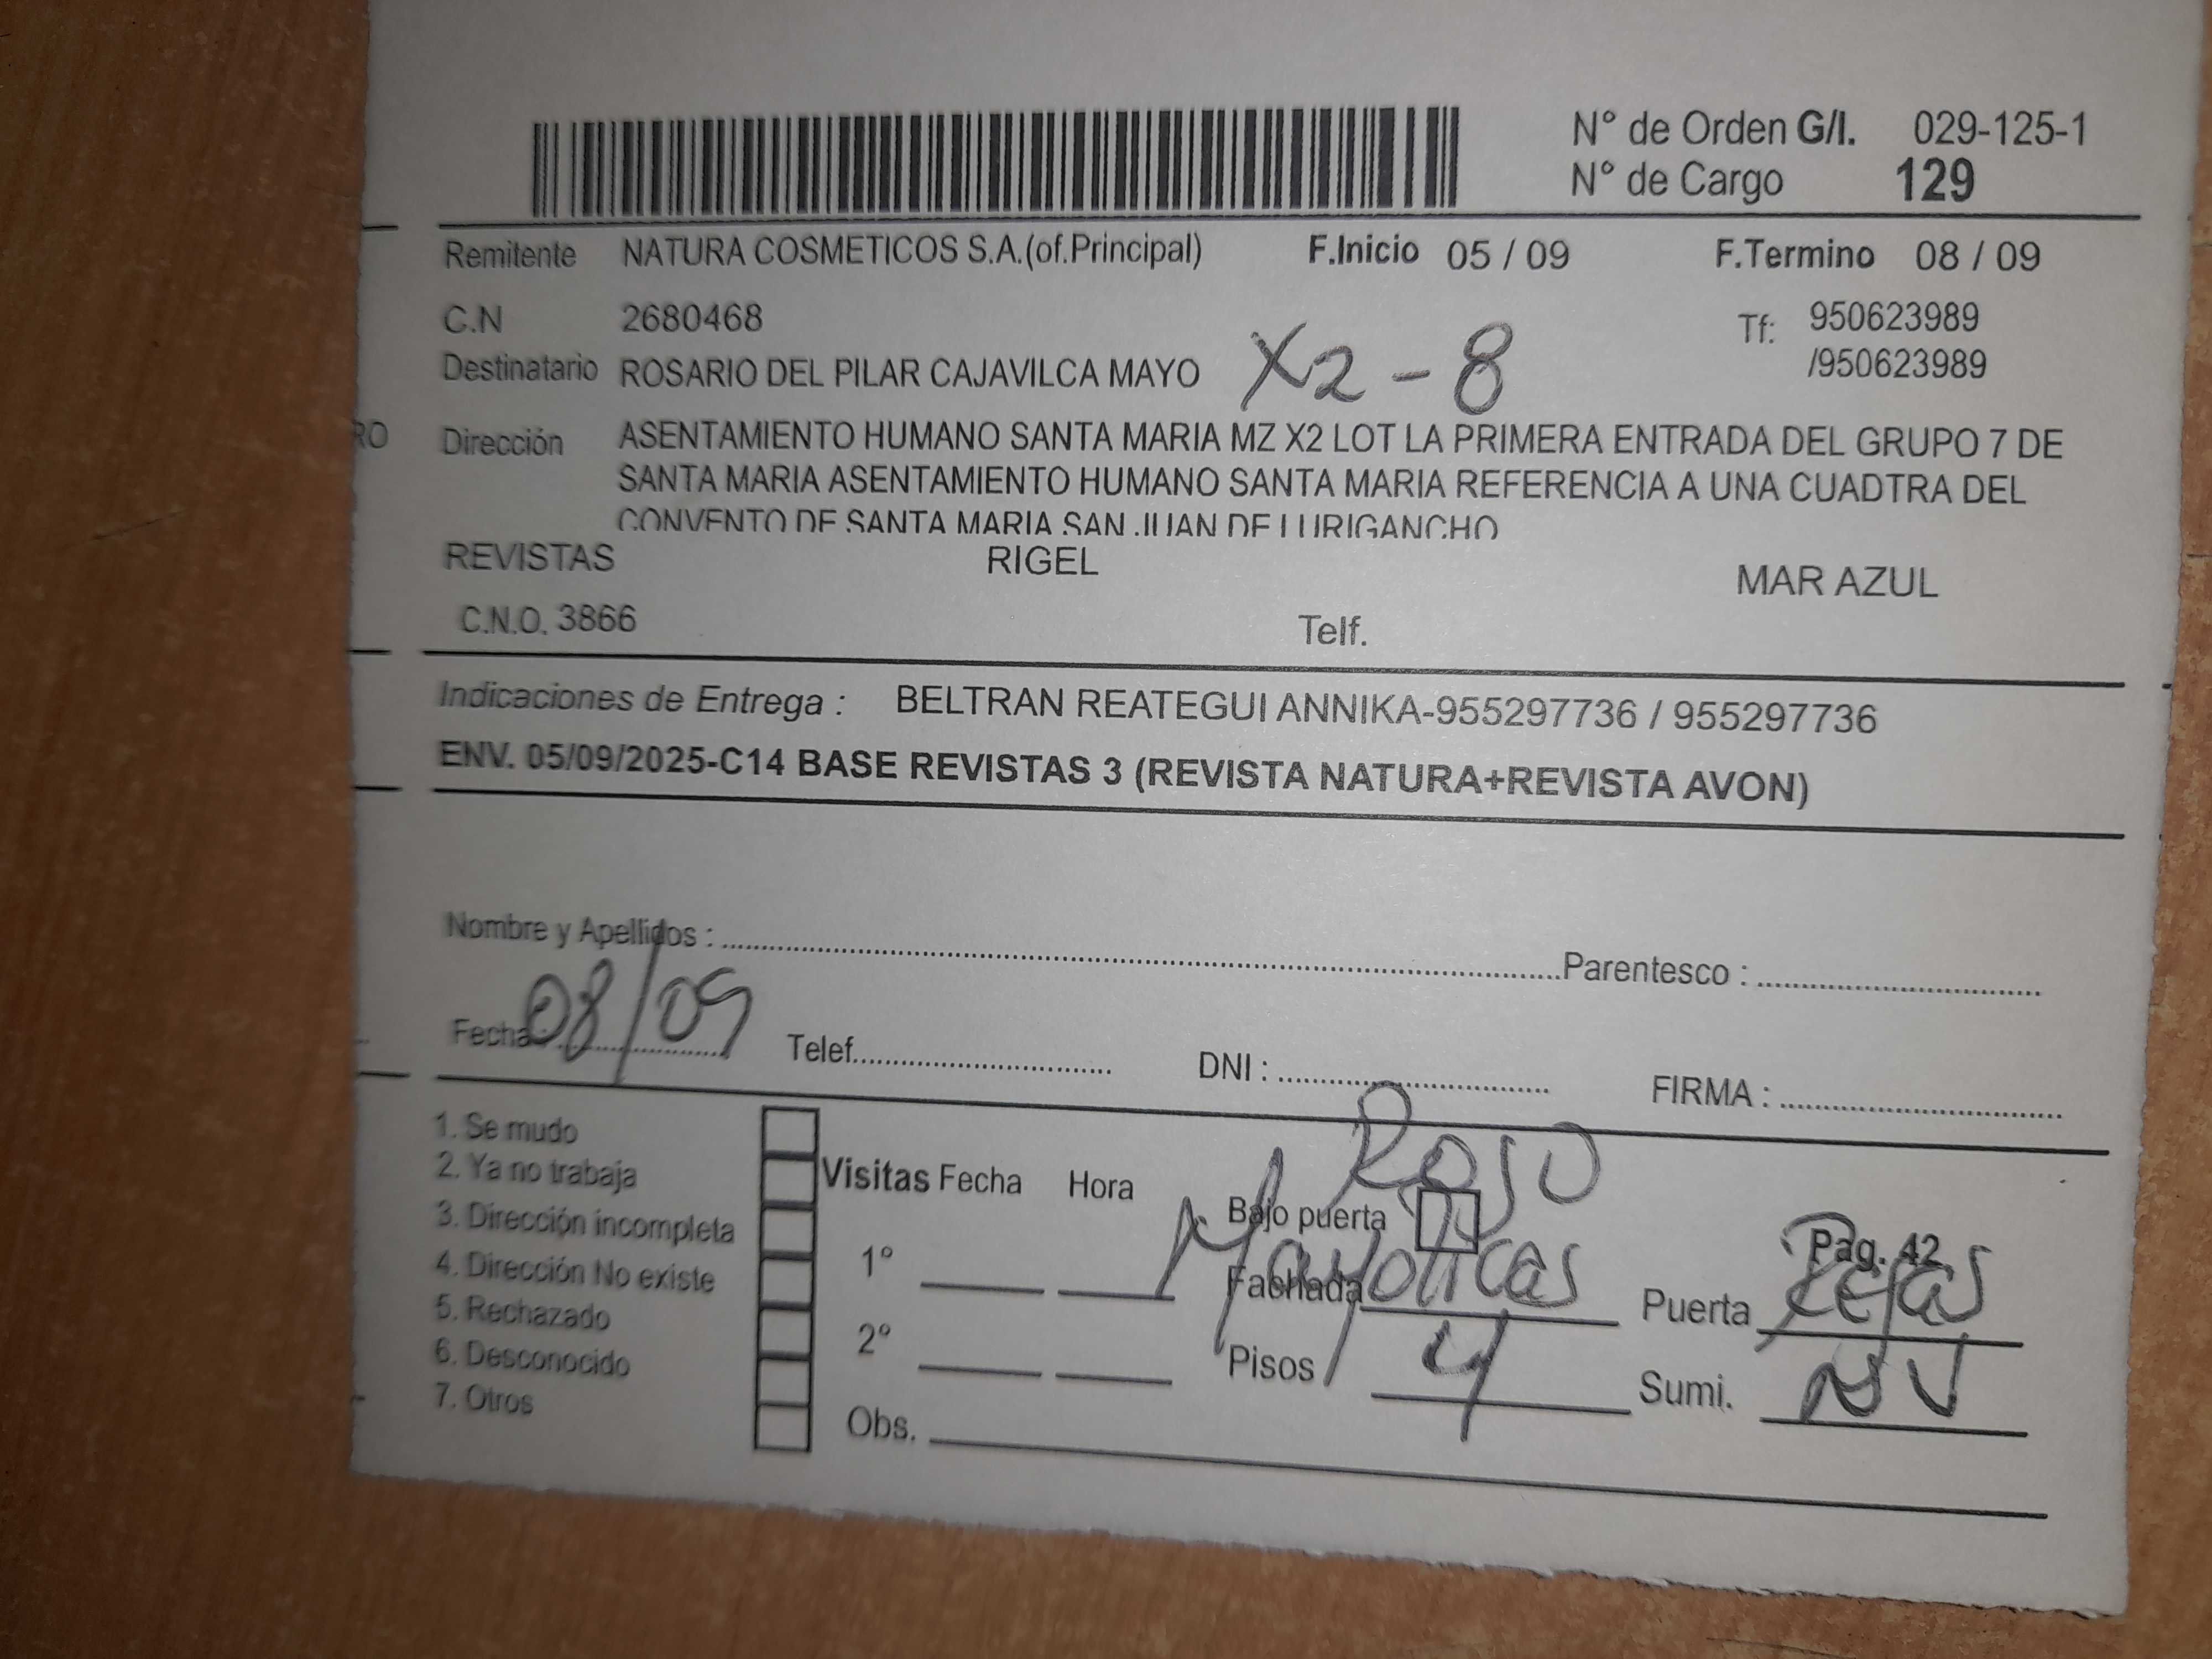 N° de Orden G/I. 029-125-1
N° de Cargo 129
Remitente NATURA COSMETICOS S.A.(of.Principal) F.Inicio 05 / 09 F.Termino 08 / 09
C.N 2680468 Tf: 950623989
/950623989
Destinatario ROSARIO DEL PILAR CAJAVILCA MAYO X2 - 8
RO
Dirección ASENTAMIENTO HUMANO SANTA MARIA MZ X2 LOT LA PRIMERA ENTRADA DEL GRUPO 7 DE
SANTA MARIA ASENTAMIENTO HUMANO SANTA MARIA REFERENCIA A UNA CUADTRA DEL
CONVENTO DE SANTA MARIA SAN JUAN DE LURIGANCHO
REVISTAS RIGEL MAR AZUL
C.N.O. 3866 Telf.
Indicaciones de Entrega : BELTRAN REATEGUI ANNIKA-955297736 / 955297736
ENV. 05/09/2025-C14 BASE REVISTAS 3 (REVISTA NATURA+REVISTA AVON)
Nombre y Apellidos : Parentesco :
Fecha : 08/09 Telef. DNI : FIRMA :
1. Se mudo
2. Ya no trabaja
3. Dirección incompleta
4. Dirección No existe
5. Rechazado
6. Desconocido
7. Otros
Visitas Fecha Hora
1°
2°
Obs.
Bajo puerta
Fachada Mayolicas
Pisos 4
Pag. 42
Puerta Rejas
Sumi. NV